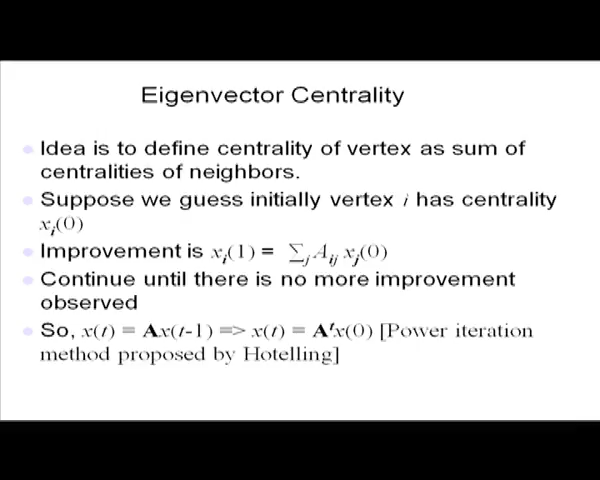 Eigenvector Centrality
Idea is to define centrality of vertex as sum of
centralities of neighbors.
Suppose we guess initially vertex i has centrality
xᵢ(0)
Improvement is xᵢ(1) = ∑ⱼ Aᵢⱼ xⱼ(0)
Continue until there is no more improvement
observed
So, x(t) = Ax(t-1) => x(t) = Aᵗx(0) [Power iteration
method proposed by Hotelling]